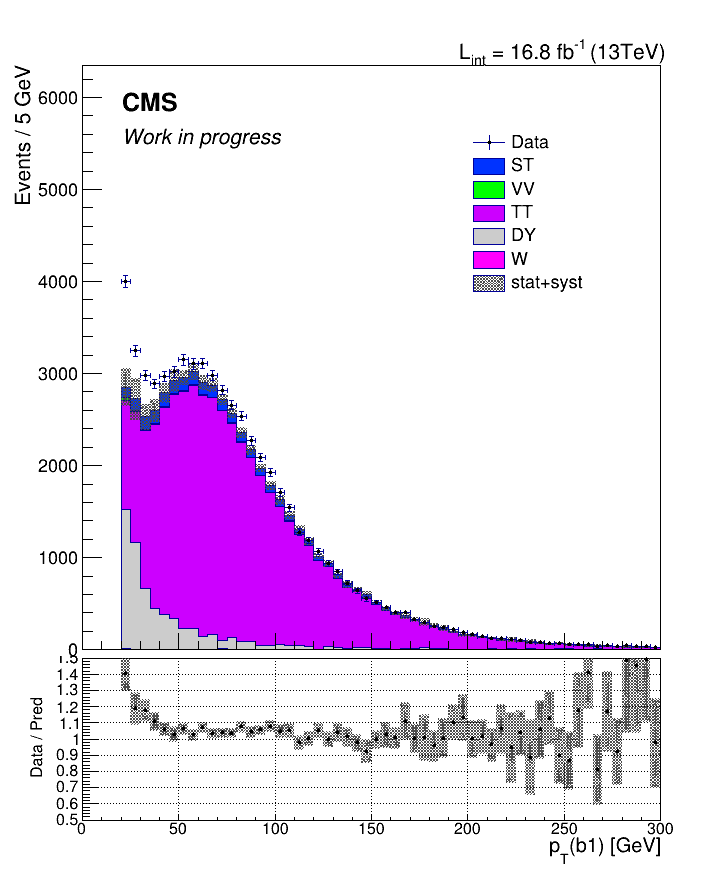 L_int = 16.8 fb^-1 (13TeV)
Events / 5 GeV
CMS
Work in progress
Data
ST
VV
TT
DY
W
stat+syst
6000
5000
4000
3000
2000
1000
0
Data / Pred
1.5
1.4
1.3
1.2
1.1
1
0.9
0.8
0.7
0.6
0.5
0 50 100 150 200 250 300
p_T(b1) [GeV]